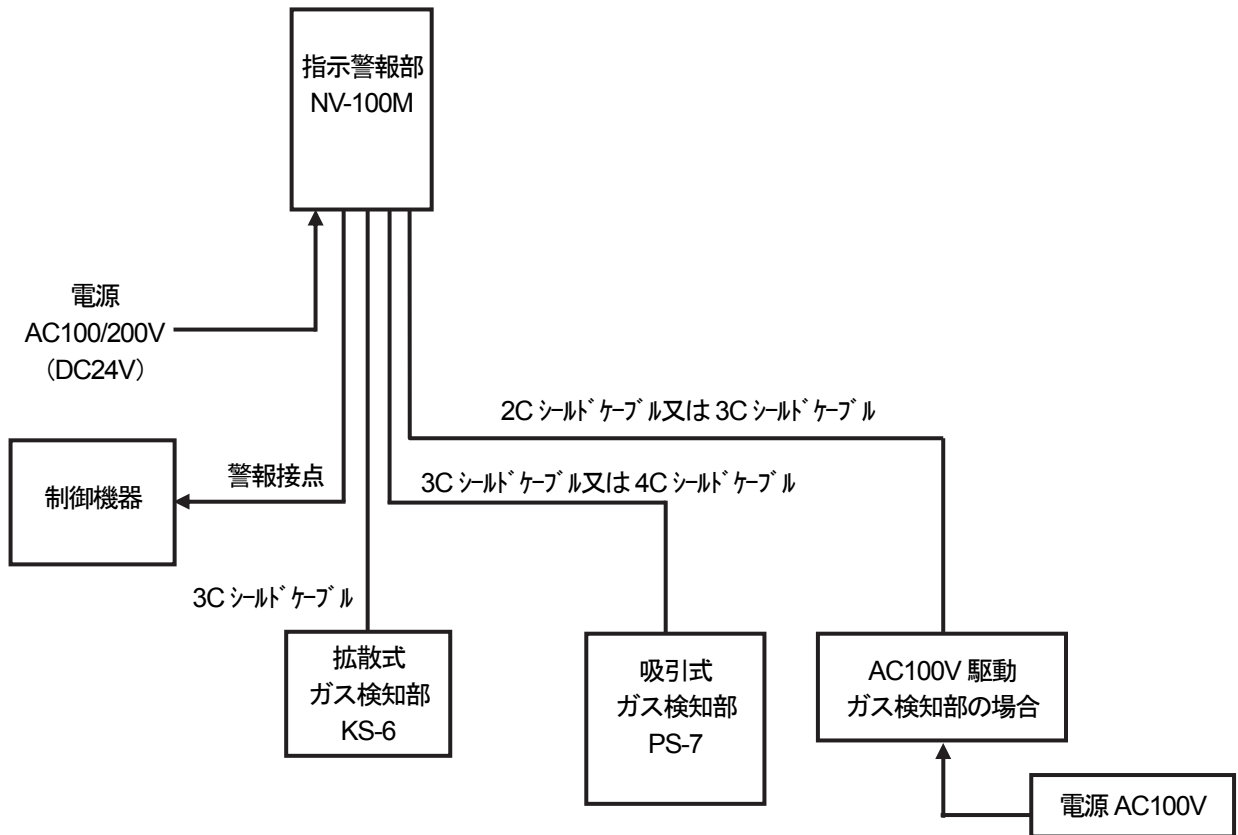 指示警報部
NV-100M
電源
AC100/200V
（DC24V）
2C ｼｰﾙﾄﾞｹｰﾌﾞﾙ又は 3C ｼｰﾙﾄﾞｹｰﾌﾞﾙ
制御機器
警報接点
3C ｼｰﾙﾄﾞｹｰﾌﾞﾙ又は 4C ｼｰﾙﾄﾞｹｰﾌﾞﾙ
3C ｼｰﾙﾄﾞｹｰﾌﾞﾙ
拡散式
ガス検知部
KS-6
吸引式
ガス検知部
PS-7
AC100V 駆動
ガス検知部の場合
電源 AC100V